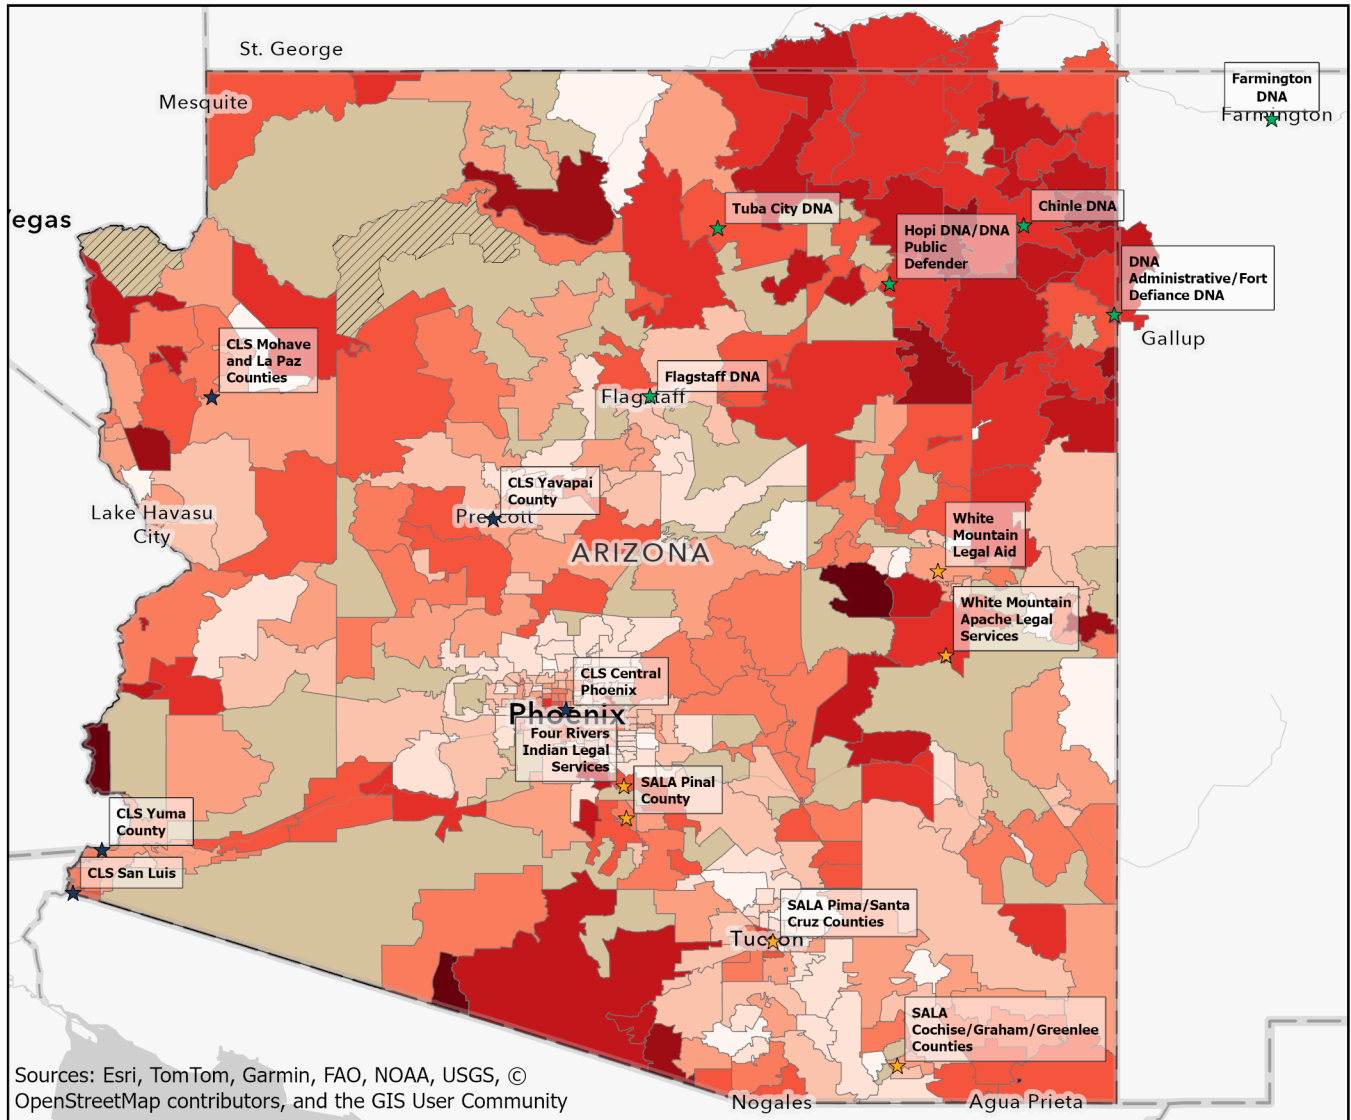 St. George
Mesquite
Farmington
DNA
Farmington
Vegas
Tuba City DNA
Chinle DNA
Hopi DNA/DNA
Public
Defender
DNA
Administrative/Fort
Defiance DNA
Gallup
CLS Mohave
and La Paz
Counties
Flagstaff DNA
Flagstaff
CLS Yavapai
County
Prescott
Lake Havasu
City
ARIZONA
White
Mountain
Legal Aid
White Mountain
Apache Legal
Services
CLS Central
Phoenix
Phoenix
Four Rivers
Indian Legal
Services
SALA Pinal
County
CLS Yuma
County
CLS San Luis
SALA Pima/Santa
Cruz Counties
Tucson
SALA
Cochise/Graham/Greenlee
Counties
Sources: Esri, TomTom, Garmin, FAO, NOAA, USGS, ©
OpenStreetMap contributors, and the GIS User Community
Nogales
Agua Prieta